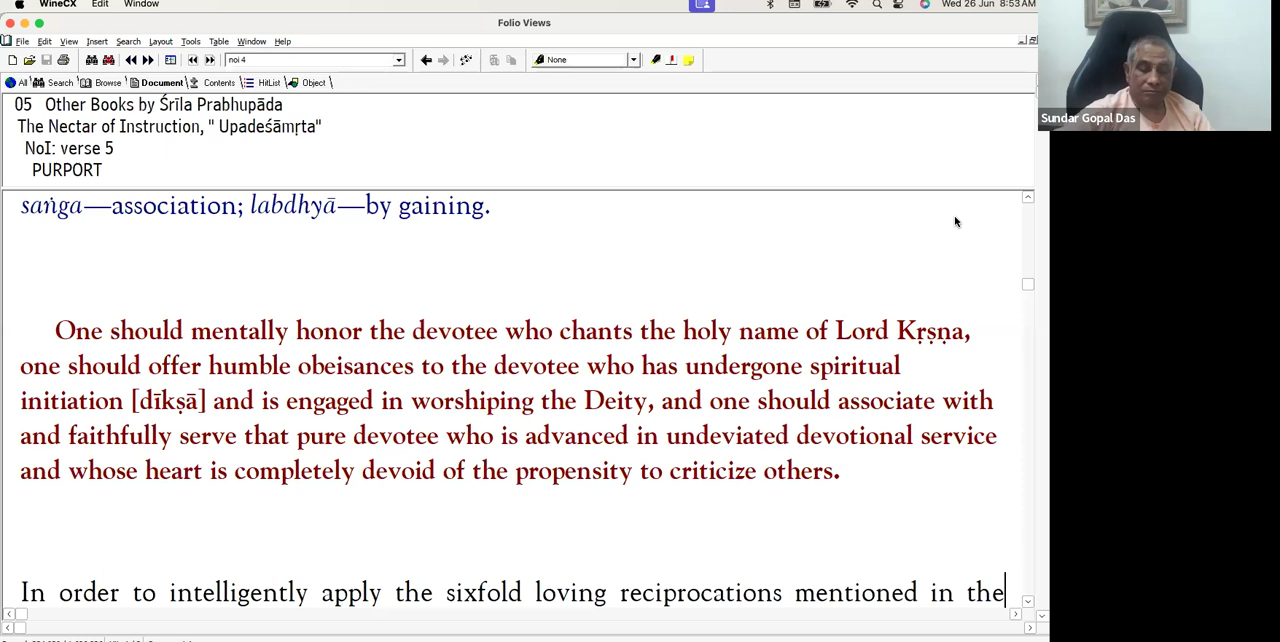 WineCX Edit Window Wed 26 Jun 8:53 AM
Folio Views
File Edit View Insert Search Layout Tools Table Window Help
noi 4 None
All Search Browse Document Contents HitList Object
05 Other Books by Śrīla Prabhupāda
The Nectar of Instruction, " Upadeśāmṛta"
NoI: verse 5
PURPORT
Sundar Gopal Das
saṅga—association; labdhyā—by gaining.
One should mentally honor the devotee who chants the holy name of Lord Kṛṣṇa,
one should offer humble obeisances to the devotee who has undergone spiritual
initiation [dīkṣā] and is engaged in worshiping the Deity, and one should associate with
and faithfully serve that pure devotee who is advanced in undeviated devotional service
and whose heart is completely devoid of the propensity to criticize others.
In order to intelligently apply the sixfold loving reciprocations mentioned in the